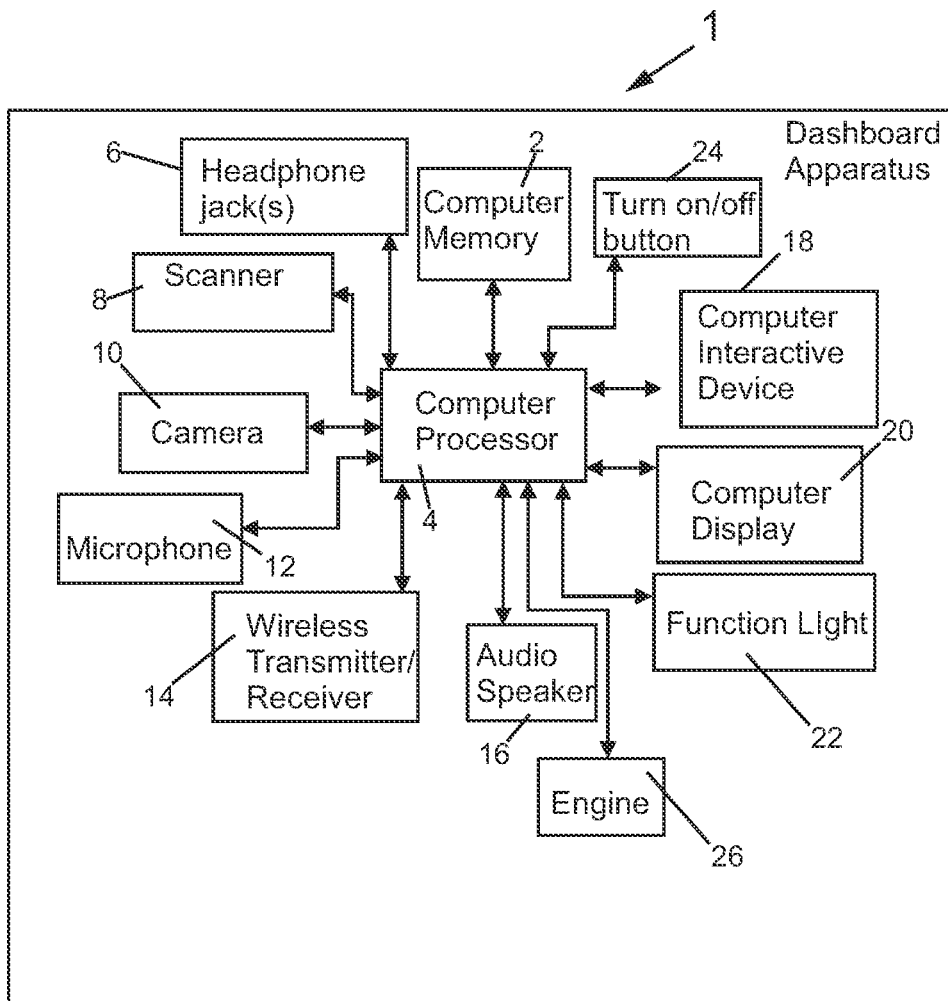 1
Dashboard
Apparatus
6
Headphone
jack(s)
2
Computer
Memory
24
Turn on/off
button
8
Scanner
18
Computer
Interactive
Device
10
Camera
Computer
Processor
4
20
Computer
Display
Microphone
12
Wireless
Transmitter/
Receiver
14
Audio
Speaker
16
Function LIght
22
Engine
26